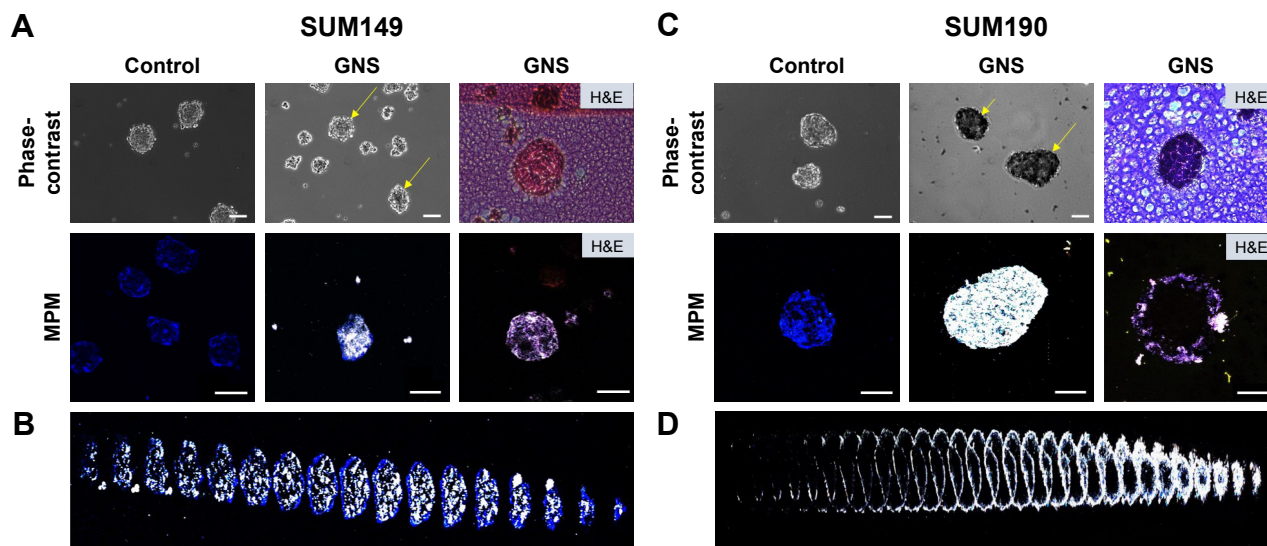 A
SUM149
Control
GNS
GNS
Phase-
contrast
H&E
MPM
H&E
B
C
SUM190
Control
GNS
GNS
Phase-
contrast
H&E
MPM
H&E
D